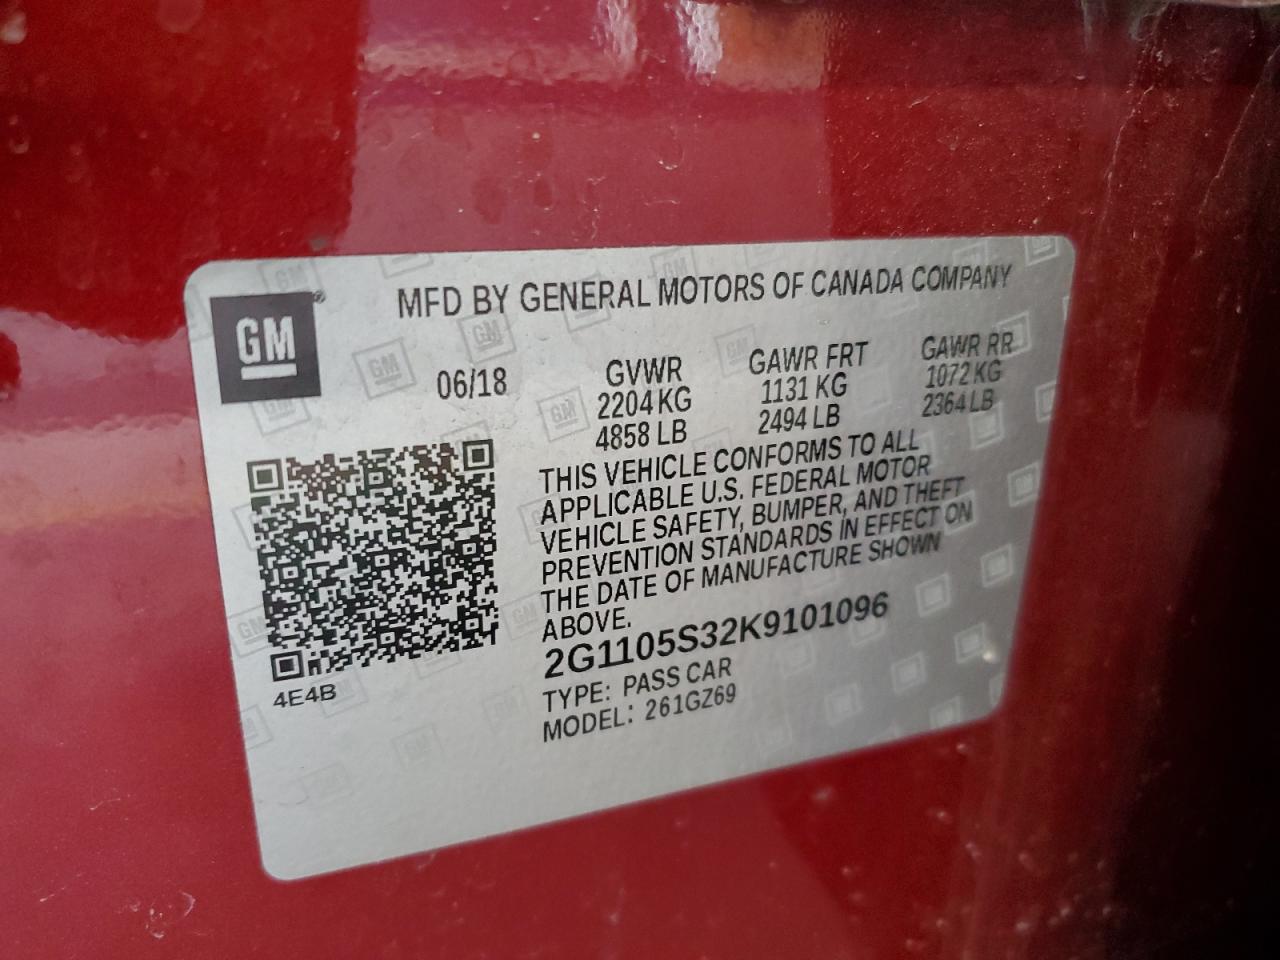 GM
MFD BY GENERAL MOTORS OF CANADA COMPANY
06/18
GVWR
2204 KG
4858 LB
GAWR FRT
1131 KG
2494 LB
GAWR RR
1072 KG
2364 LB
THIS VEHICLE CONFORMS TO ALL
APPLICABLE U.S. FEDERAL MOTOR
VEHICLE SAFETY, BUMPER, AND THEFT
PREVENTION STANDARDS IN EFFECT ON
THE DATE OF MANUFACTURE SHOWN
ABOVE.
2G1105S32K9101096
TYPE: PASS CAR
MODEL: 261GZ69
4E4B